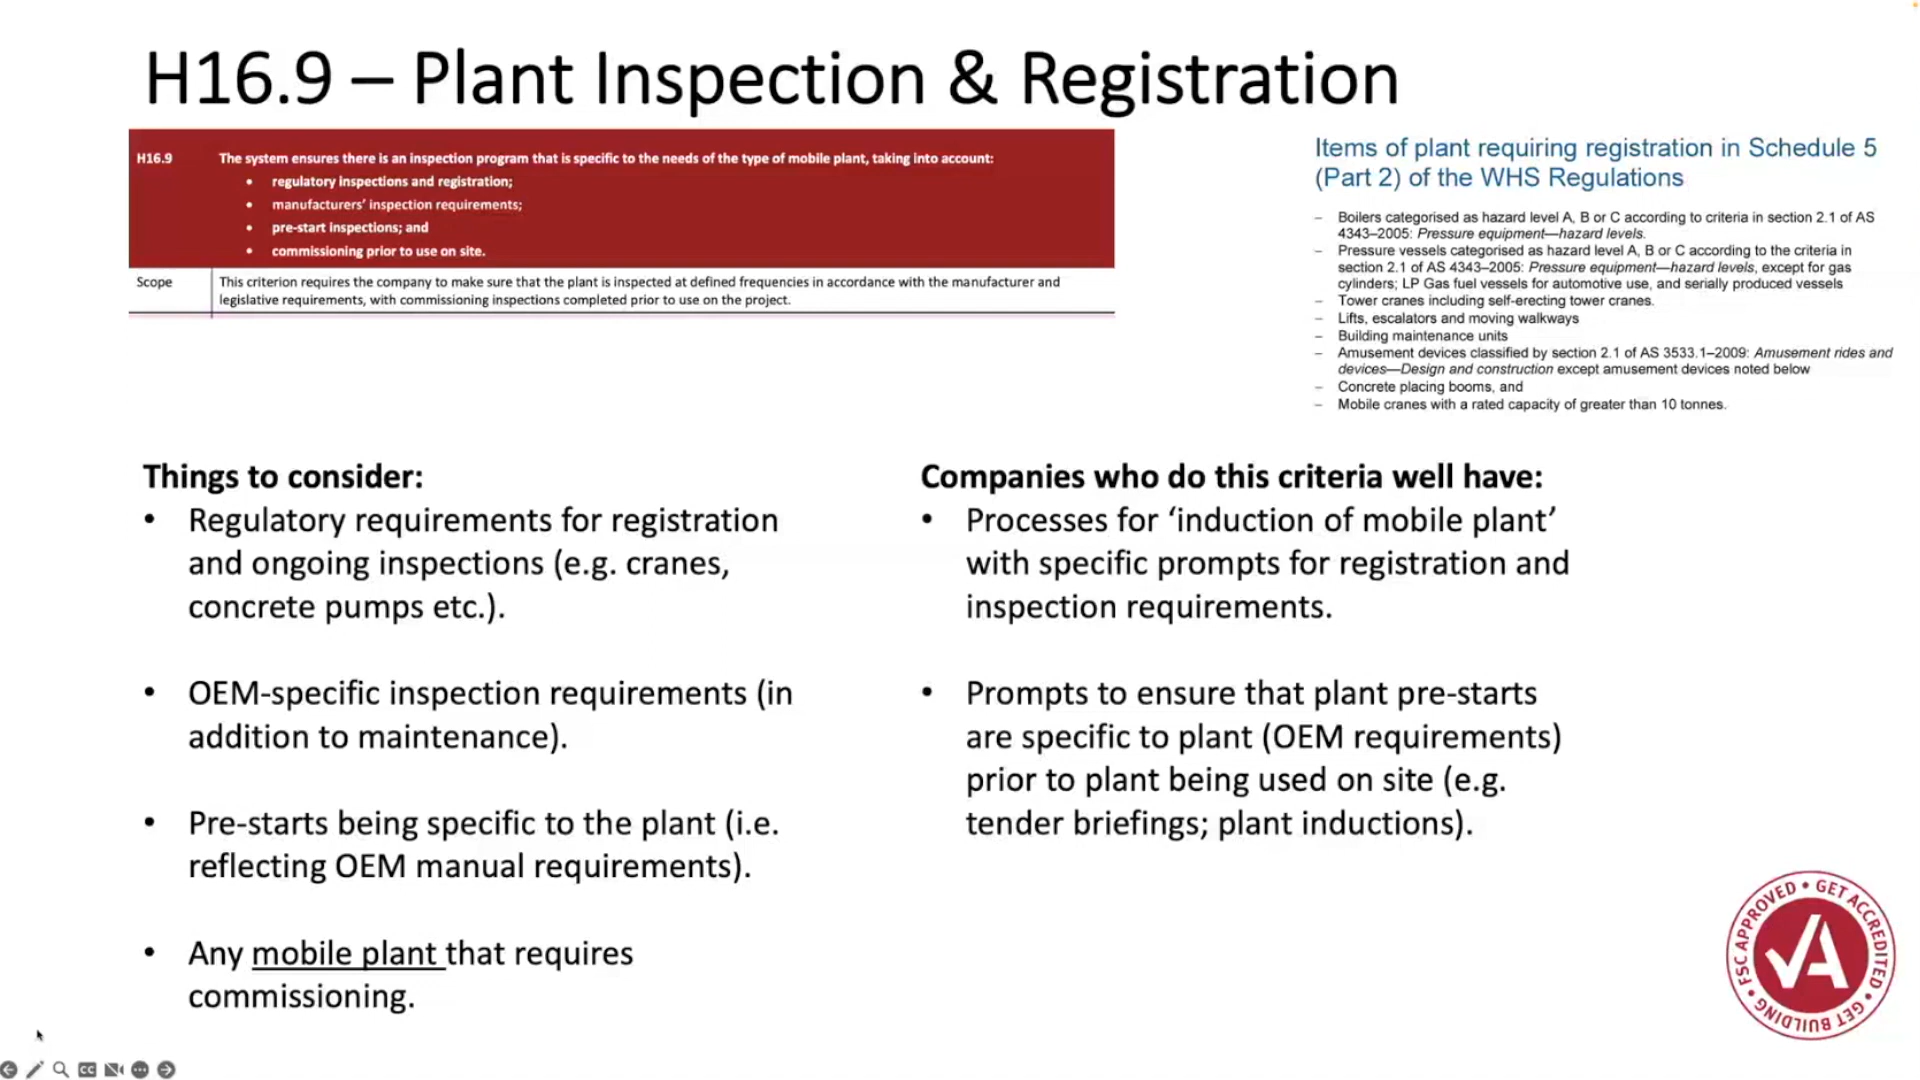 H16.9 – Plant Inspection & Registration
H16.9
The system ensures there is an inspection program that is specific to the needs of the type of mobile plant, taking into account:
• regulatory inspections and registration;
• manufacturers’ inspection requirements;
• pre-start inspections; and
• commissioning prior to use on site.
Scope
This criterion requires the company to make sure that the plant is inspected at defined frequencies in accordance with the manufacturer and
legislative requirements, with commissioning inspections completed prior to use on the project.
Items of plant requiring registration in Schedule 5
(Part 2) of the WHS Regulations
– Boilers categorised as hazard level A, B or C according to criteria in section 2.1 of AS
4343–2005: Pressure equipment—hazard levels.
– Pressure vessels categorised as hazard level A, B or C according to the criteria in
section 2.1 of AS 4343–2005: Pressure equipment—hazard levels, except for gas
cylinders; LP Gas fuel vessels for automotive use, and serially produced vessels
– Tower cranes including self-erecting tower cranes.
– Lifts, escalators and moving walkways
– Building maintenance units
– Amusement devices classified by section 2.1 of AS 3533.1–2009: Amusement rides and
devices—Design and construction except amusement devices noted below
– Concrete placing booms, and
– Mobile cranes with a rated capacity of greater than 10 tonnes.
Things to consider:
• Regulatory requirements for registration
and ongoing inspections (e.g. cranes,
concrete pumps etc.).
• OEM-specific inspection requirements (in
addition to maintenance).
• Pre-starts being specific to the plant (i.e.
reflecting OEM manual requirements).
• Any mobile plant that requires
commissioning.
Companies who do this criteria well have:
• Processes for ‘induction of mobile plant’
with specific prompts for registration and
inspection requirements.
• Prompts to ensure that plant pre-starts
are specific to plant (OEM requirements)
prior to plant being used on site (e.g.
tender briefings; plant inductions).
FSC APPROVED • GET ACCREDITED • GET BUILDING •
CC